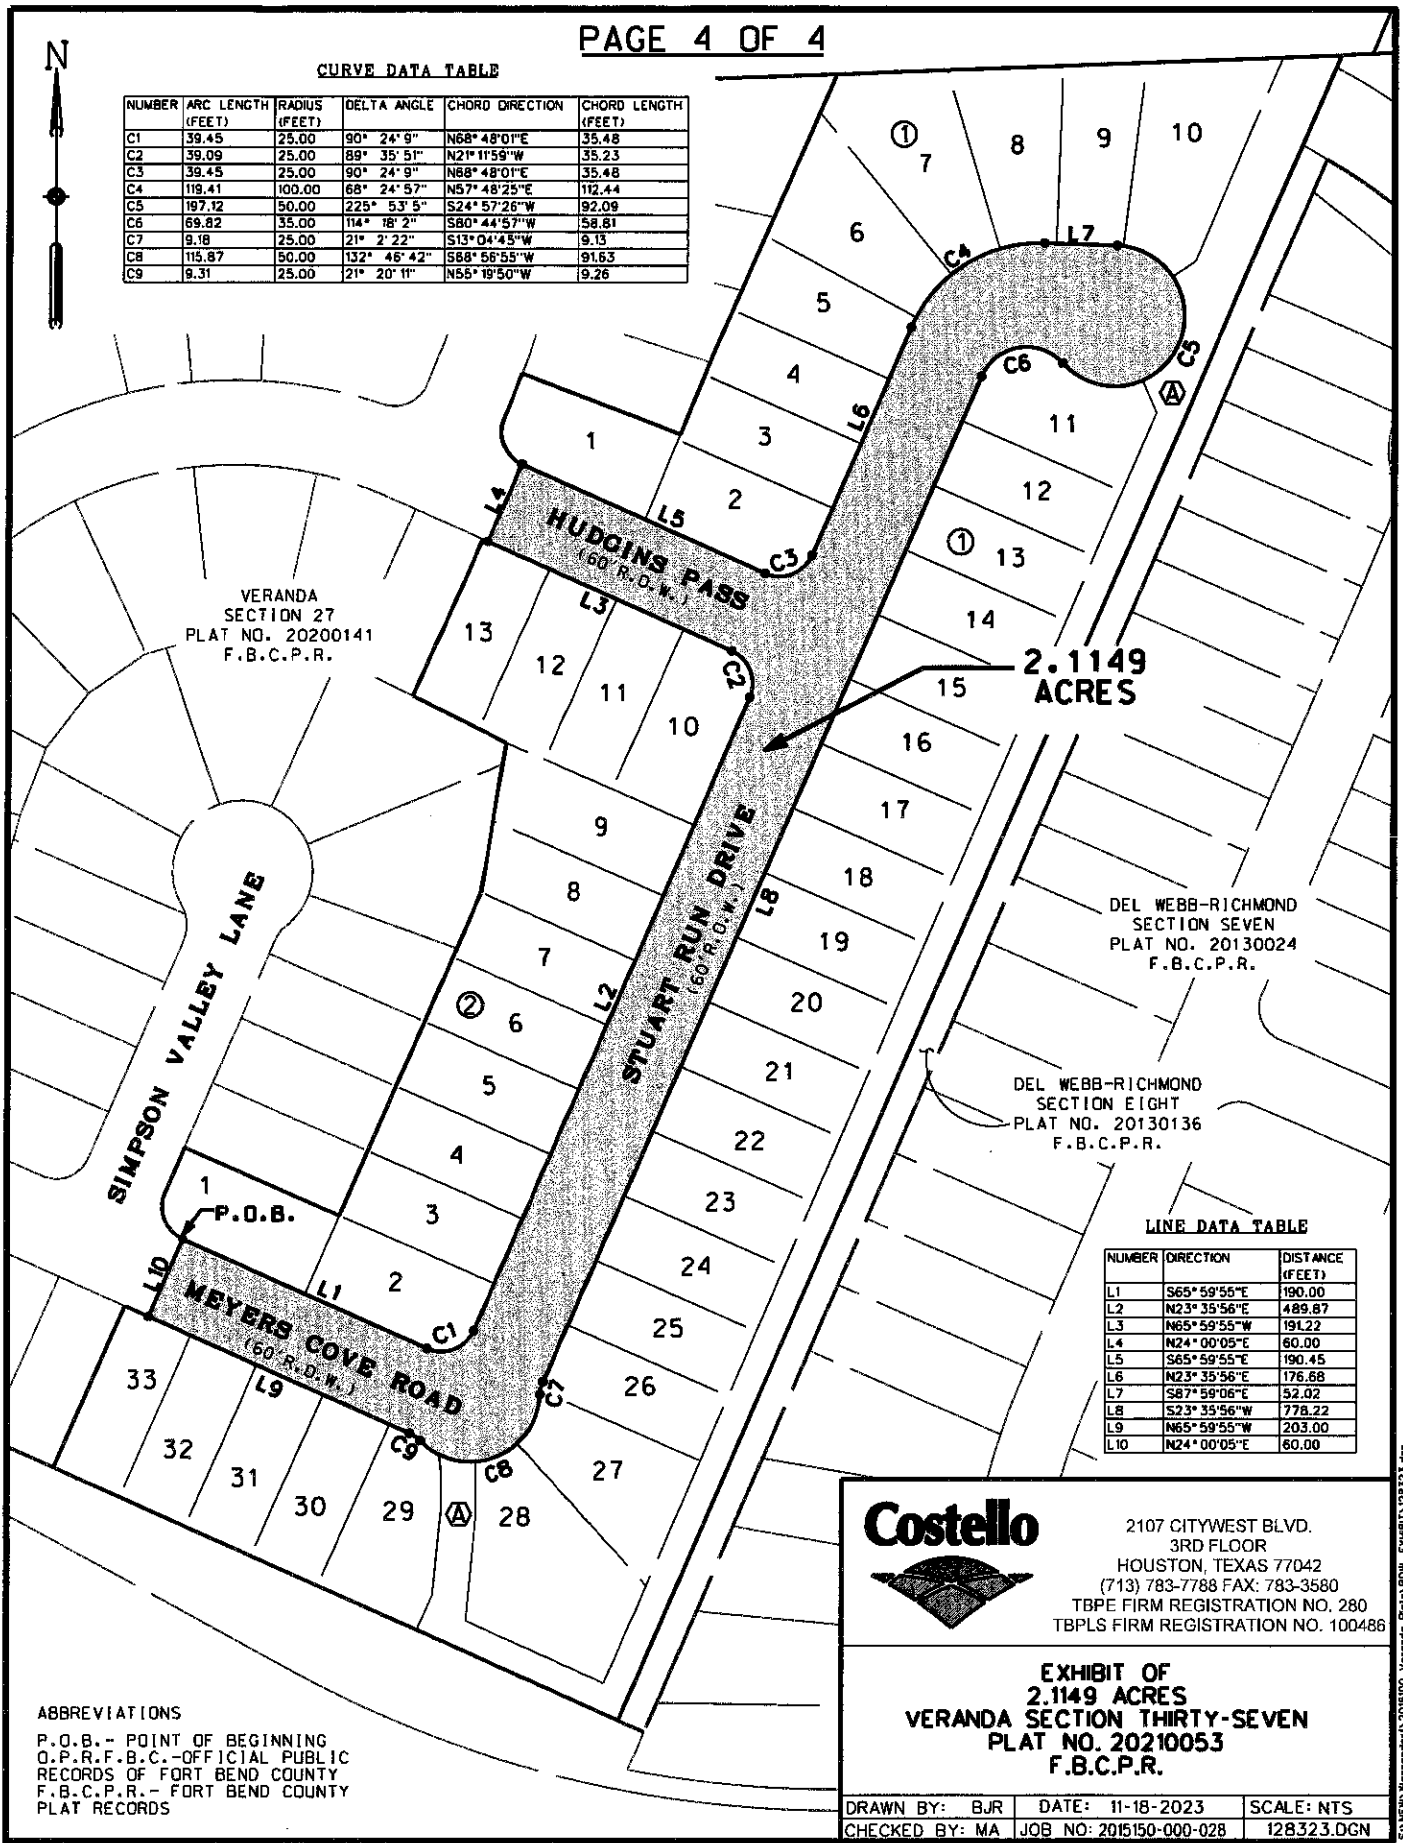 PAGE 4 OF 4
N
CURVE DATA TABLE
NUMBER ARC LENGTH (FEET) RADIUS (FEET) DELTA ANGLE CHORD DIRECTION CHORD LENGTH (FEET)
C1 39.45 25.00 90° 24' 9" N68° 48'01"E 35.48
C2 39.09 25.00 89° 35' 51" N21° 11'59"W 35.23
C3 39.45 25.00 90° 24' 9" N68° 48'01"E 35.48
C4 119.41 100.00 68° 24' 57" N57° 48'25"E 112.44
C5 197.12 50.00 225° 53' 5" S24° 57'26"W 92.09
C6 69.82 35.00 114° 18' 2" S80° 44'57"W 58.81
C7 9.18 25.00 21° 2' 22" S13° 04'45"W 9.13
C8 115.87 50.00 132° 46' 42" S68° 56'55"W 91.63
C9 9.31 25.00 21° 20' 11" N55° 19'50"W 9.26
1
7
8
9
10
6
C4
L7
5
C6
C5
A
4
L6
11
3
1
12
2
L4
L5
HUDGINS PASS
(60' R.O.W.)
C3
1
13
14
L3
VERANDA
SECTION 27
PLAT NO. 20200141
F.B.C.P.R.
13
12
11
10
C2
2.1149
ACRES
15
16
17
9
8
7
18
19
20
L8
STUART RUN DRIVE
(60' R.O.W.)
L2
2
6
5
4
3
21
22
23
24
25
26
27
SIMPSON VALLEY LANE
DEL WEBB-RICHMOND
SECTION SEVEN
PLAT NO. 20130024
F.B.C.P.R.
DEL WEBB-RICHMOND
SECTION EIGHT
PLAT NO. 20130136
F.B.C.P.R.
1
P.O.B.
L10
L1
2
C1
MEYERS COVE ROAD
(60' R.O.W.)
L9
C7
C9
C8
33
32
31
30
29
A
28
LINE DATA TABLE
NUMBER DIRECTION DISTANCE (FEET)
L1 S65° 59'55"E 190.00
L2 N23° 35'56"E 489.87
L3 N65° 59'55"W 191.22
L4 N24° 00'05"E 60.00
L5 S65° 59'55"E 190.45
L6 N23° 35'56"E 176.68
L7 S87° 59'06"E 52.02
L8 S23° 35'56"W 778.22
L9 N65° 59'55"W 203.00
L10 N24° 00'05"E 60.00
Costello
2107 CITYWEST BLVD.
3RD FLOOR
HOUSTON, TEXAS 77042
(713) 783-7788 FAX: 783-3580
TBPE FIRM REGISTRATION NO. 280
TBPLS FIRM REGISTRATION NO. 100486
EXHIBIT OF
2.1149 ACRES
VERANDA SECTION THIRTY-SEVEN
PLAT NO. 20210053
F.B.C.P.R.
DRAWN BY: BJR DATE: 11-18-2023 SCALE: NTS
CHECKED BY: MA JOB NO: 2015150-000-028 128323.DGN
ABBREVIATIONS
P.O.B.- POINT OF BEGINNING
O.P.R.F.B.C.-OFFICIAL PUBLIC
RECORDS OF FORT BEND COUNTY
F.B.C.P.R.- FORT BEND COUNTY
PLAT RECORDS